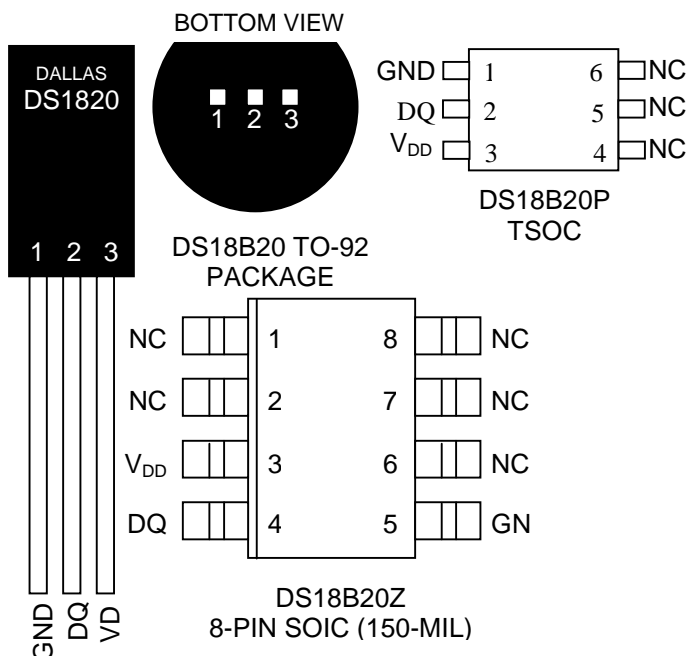 BOTTOM VIEW
DALLAS
DS1820
1 2 3
1 2 3
GND 1 6 NC
DQ 2 5 NC
VDD 3 4 NC
DS18B20P
TSOC
DS18B20 TO-92
PACKAGE
NC 1 8 NC
NC 2 7 NC
VDD 3 6 NC
DQ 4 5 GN
GND DQ VD
DS18B20Z
8-PIN SOIC (150-MIL)